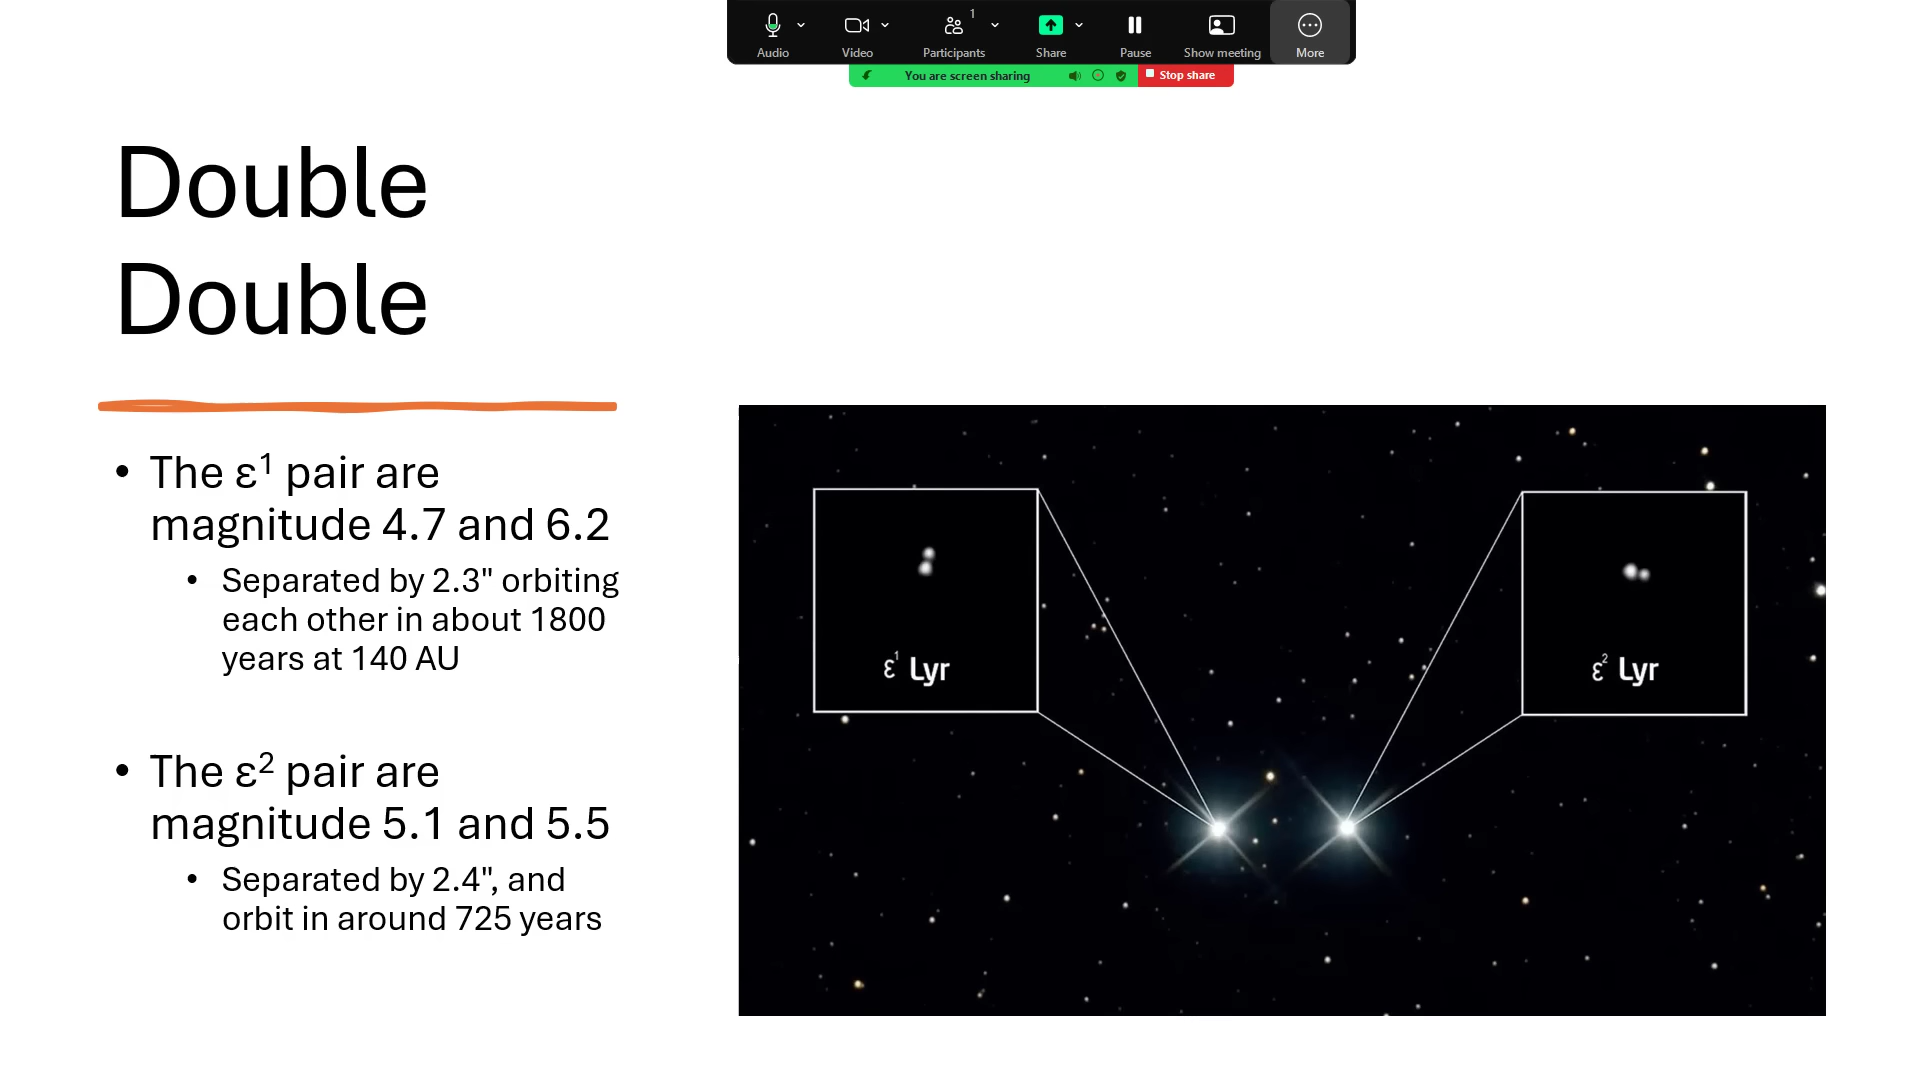 1
Audio Video Participants Share Pause Show meeting More
You are screen sharing Stop share
Double
Double
• The ε¹ pair are
magnitude 4.7 and 6.2
• Separated by 2.3" orbiting
each other in about 1800
years at 140 AU
• The ε² pair are
magnitude 5.1 and 5.5
• Separated by 2.4", and
orbit in around 725 years
ε¹ Lyr
ε² Lyr